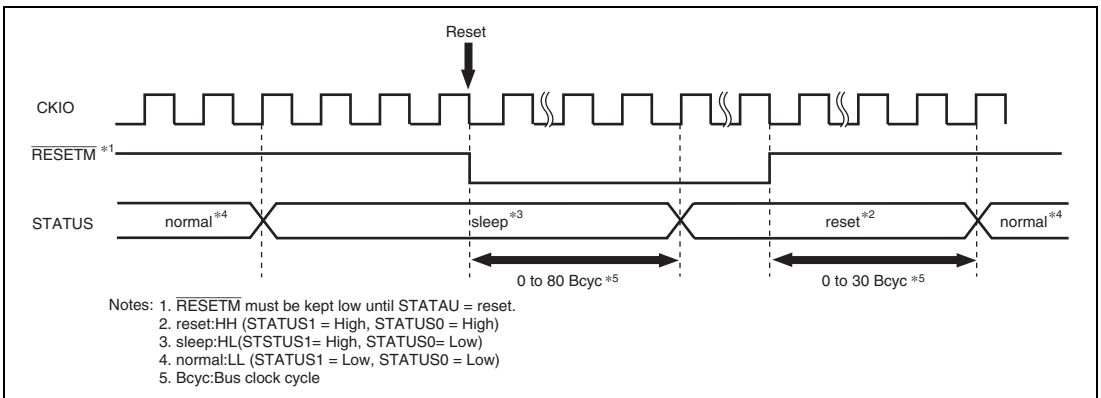 Reset
CKIO
RESETM *1
STATUS
normal*4
sleep*3
reset*2
normal*4
0 to 80 Bcyc *5
0 to 30 Bcyc *5
Notes: 1. RESETM must be kept low until STATAU = reset.
2. reset:HH (STATUS1 = High, STATUS0 = High)
3. sleep:HL(STSTUS1= High, STATUS0= Low)
4. normal:LL (STATUS1 = Low, STATUS0 = Low)
5. Bcyc:Bus clock cycle